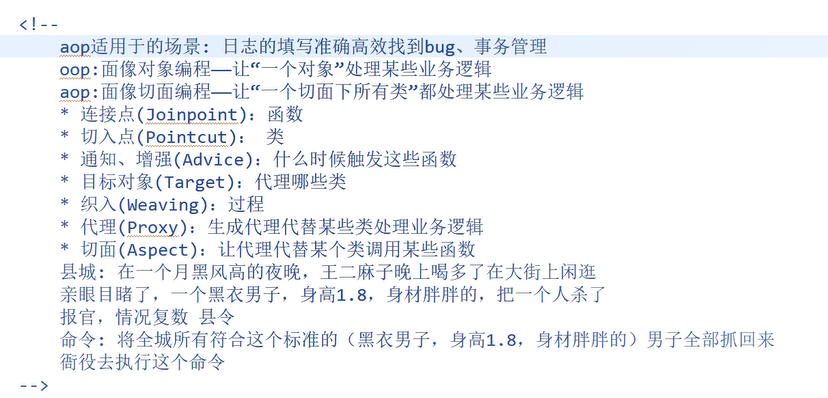 <!--
aop适用于的场景: 日志的填写准确高效找到bug、事务管理
oop:面像对象编程——让“一个对象”处理某些业务逻辑
aop:面像切面编程——让“一个切面下所有类”都处理某些业务逻辑
* 连接点(Joinpoint): 函数
* 切入点(Pointcut): 类
* 通知、增强(Advice): 什么时候触发这些函数
* 目标对象(Target): 代理哪些类
* 织入(Weaving): 过程
* 代理(Proxy): 生成代理代替某些类处理业务逻辑
* 切面(Aspect): 让代理代替某个类调用某些函数
县城: 在一个月黑风高的夜晚，王二麻子晚上喝多了在大街上闲逛
亲眼目睹了，一个黑衣男子，身高1.8，身材胖胖的，把一个人杀了
报官，情况复数 县令
命令: 将全城所有符合这个标准的（黑衣男子，身高1.8，身材胖胖的）男子全部抓回来
衙役去执行这个命令
-->